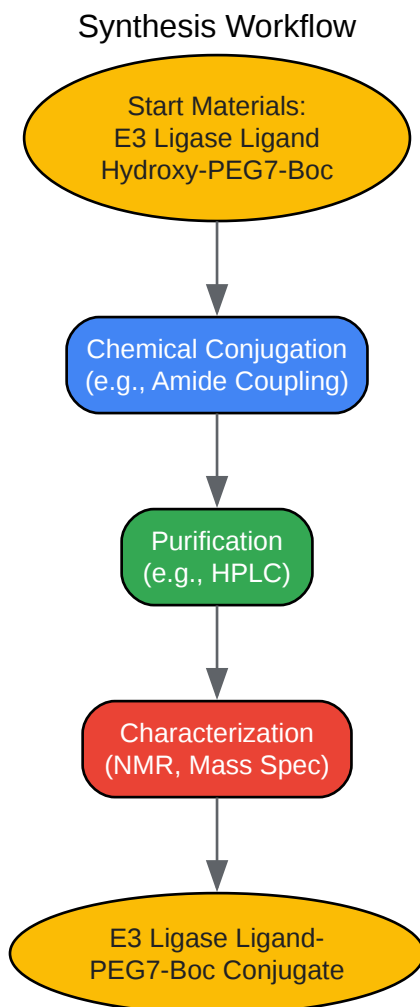 Synthesis Workflow
Start Materials:
E3 Ligase Ligand
Hydroxy-PEG7-Boc
Chemical Conjugation
(e.g., Amide Coupling)
Purification
(e.g., HPLC)
Characterization
(NMR, Mass Spec)
E3 Ligase Ligand-
PEG7-Boc Conjugate